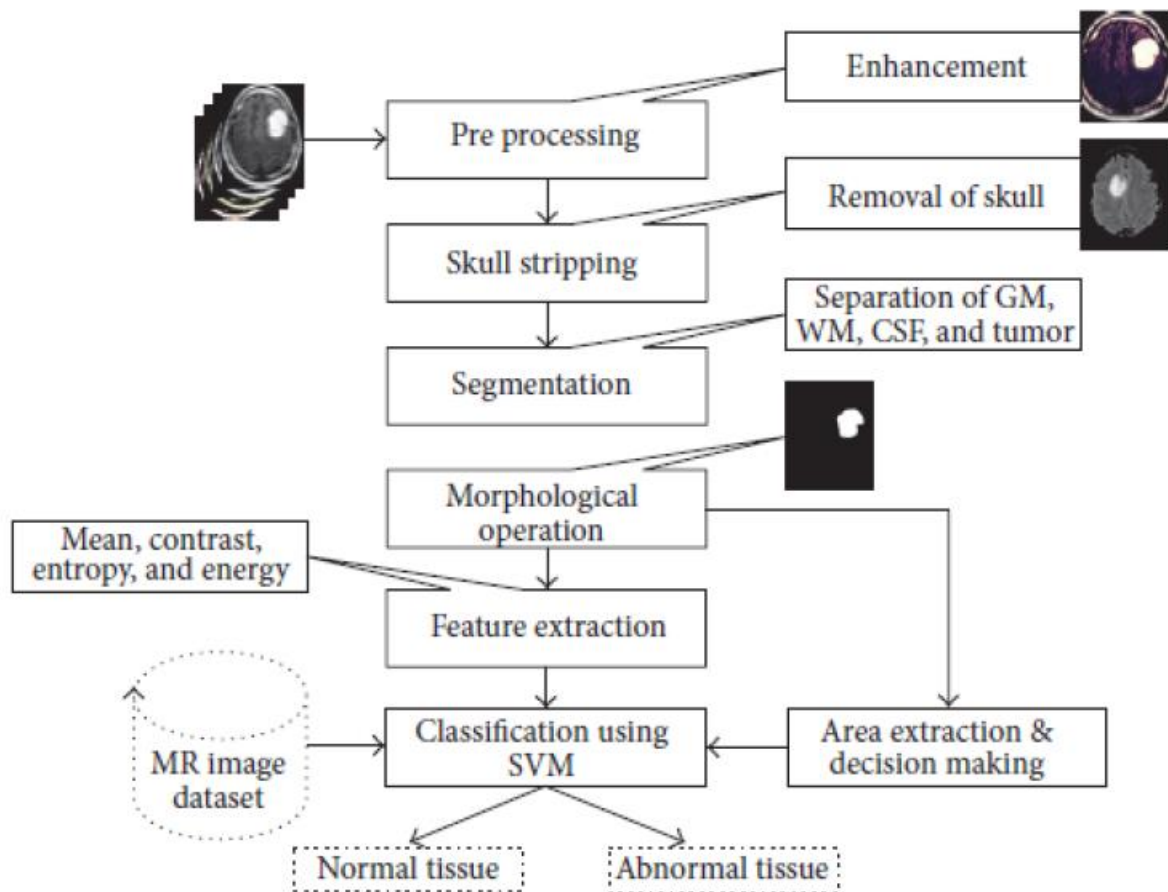 Enhancement
Pre processing
Removal of skull
Skull stripping
Separation of GM,
WM, CSF, and tumor
Segmentation
Morphological
operation
Mean, contrast,
entropy, and energy
Feature extraction
MR image
dataset
Classification using
SVM
Area extraction &
decision making
Normal tissue
Abnormal tissue